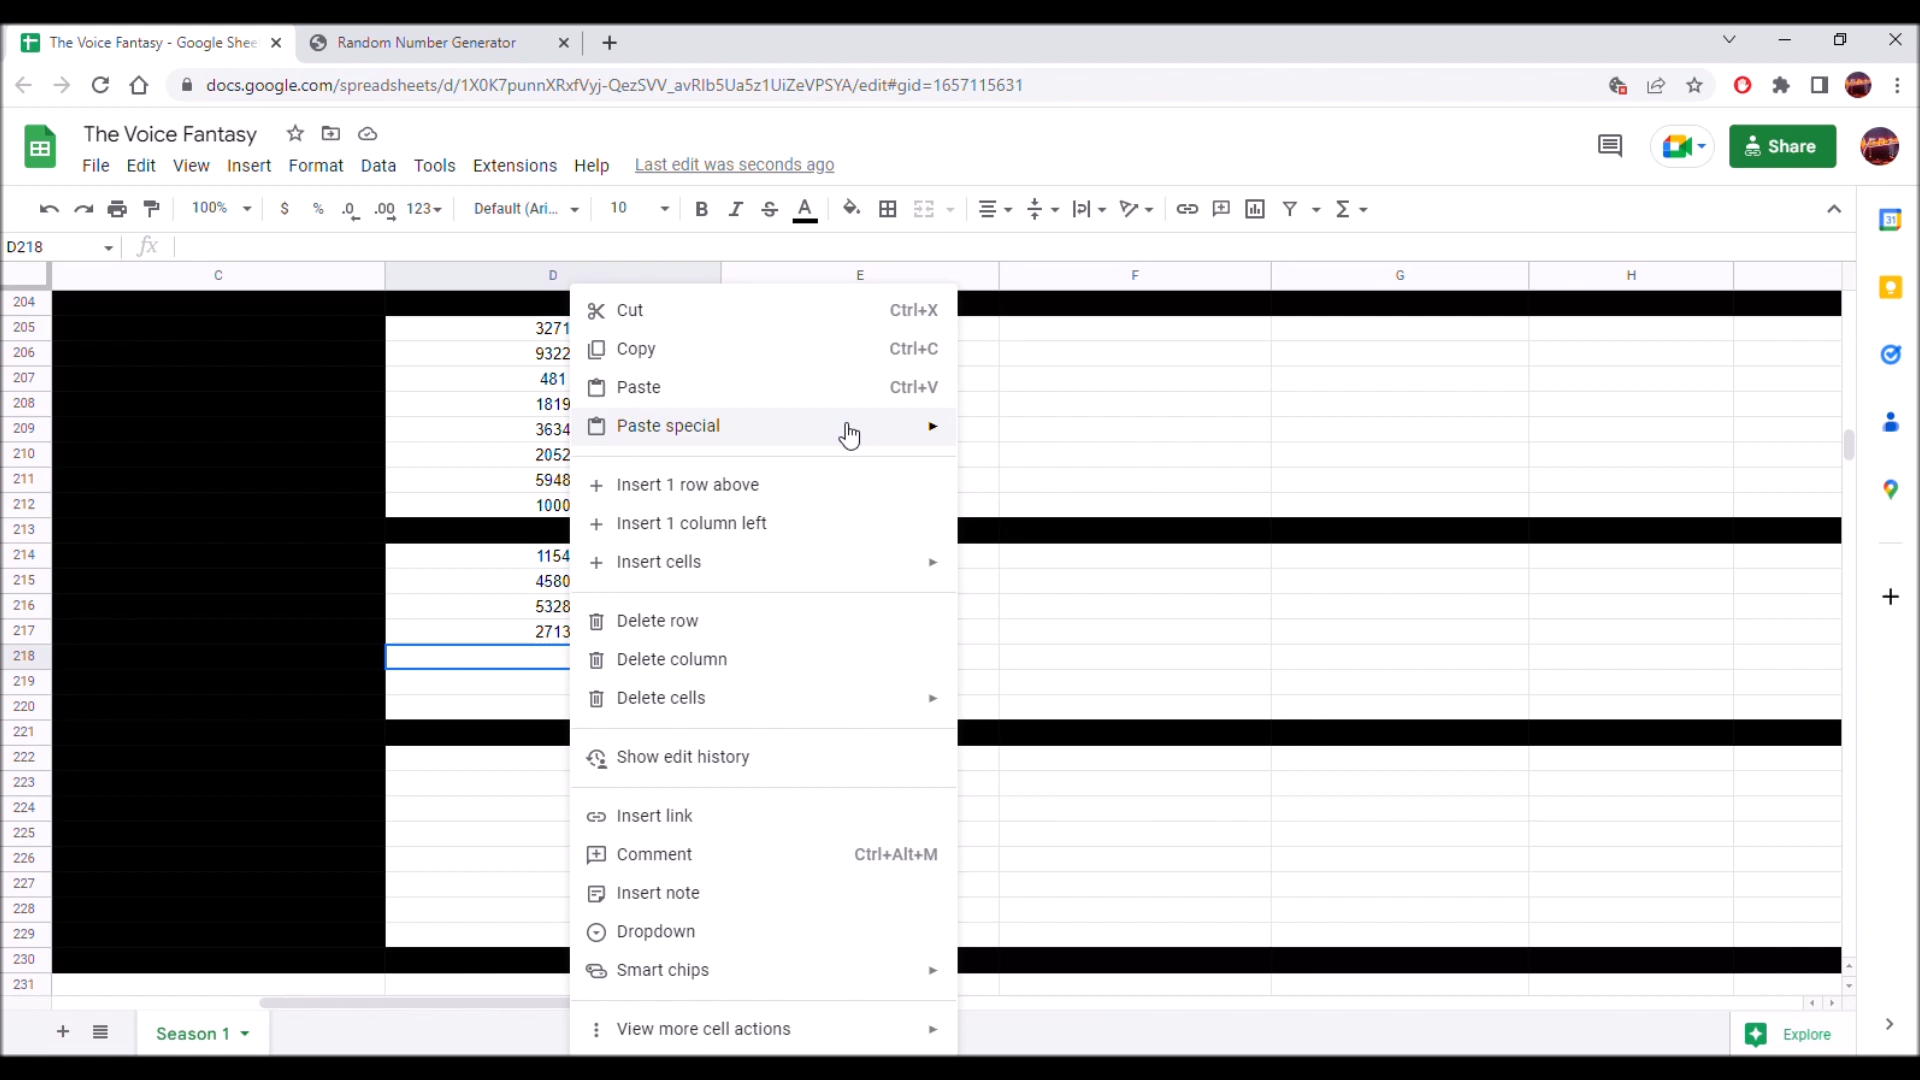 The Voice Fantasy - Google Shee
Random Number Generator
docs.google.com/spreadsheets/d/1X0K7punnXRxfVyj-QezSVV_avRIb5Ua5z1UiZeVPSYA/edit#gid=1657115631
The Voice Fantasy
Share
File Edit View Insert Format Data Tools Extensions Help Last edit was seconds ago
100% $ % .0 .00 123 Default (Ari... 10 B I S A Σ
31
D218 fx
C D E F G H
204
205 3271
206 9322
207 481
208 1819
209 3634
210 2052
211 5948
212 1000
213
214 1154
215 4580
216 5328
217 2713
218
219
220
221
222
223
224
225
226
227
228
229
230
231
Cut Ctrl+X
Copy Ctrl+C
Paste Ctrl+V
Paste special
Insert 1 row above
Insert 1 column left
Insert cells
Delete row
Delete column
Delete cells
Show edit history
Insert link
Comment Ctrl+Alt+M
Insert note
Dropdown
Smart chips
View more cell actions
Season 1
Explore